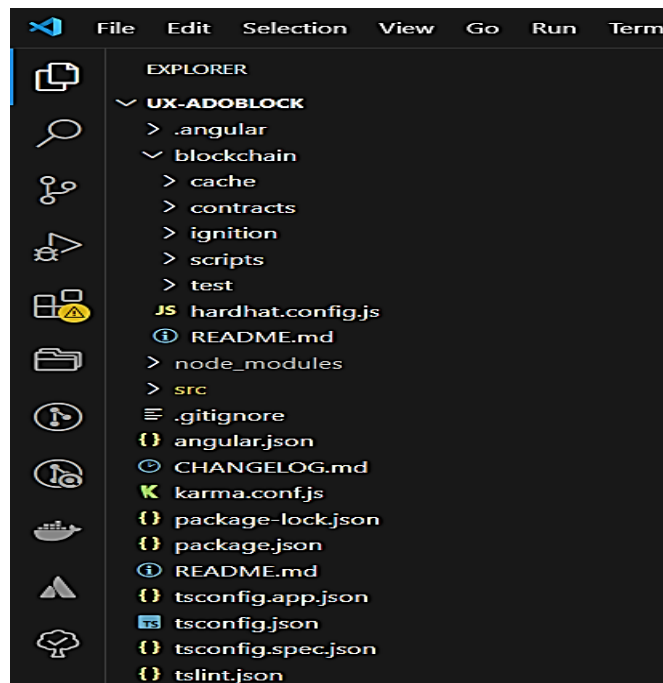 File Edit Selection View Go Run Term
EXPLORER
UX-ADOBLOCK
.angular
blockchain
cache
contracts
ignition
scripts
test
JS hardhat.config.js
README.md
node_modules
src
.gitignore
{} angular.json
CHANGELOG.md
K karma.conf.js
{} package-lock.json
{} package.json
README.md
{} tsconfig.app.json
TS tsconfig.json
{} tsconfig.spec.json
{} tslint.json